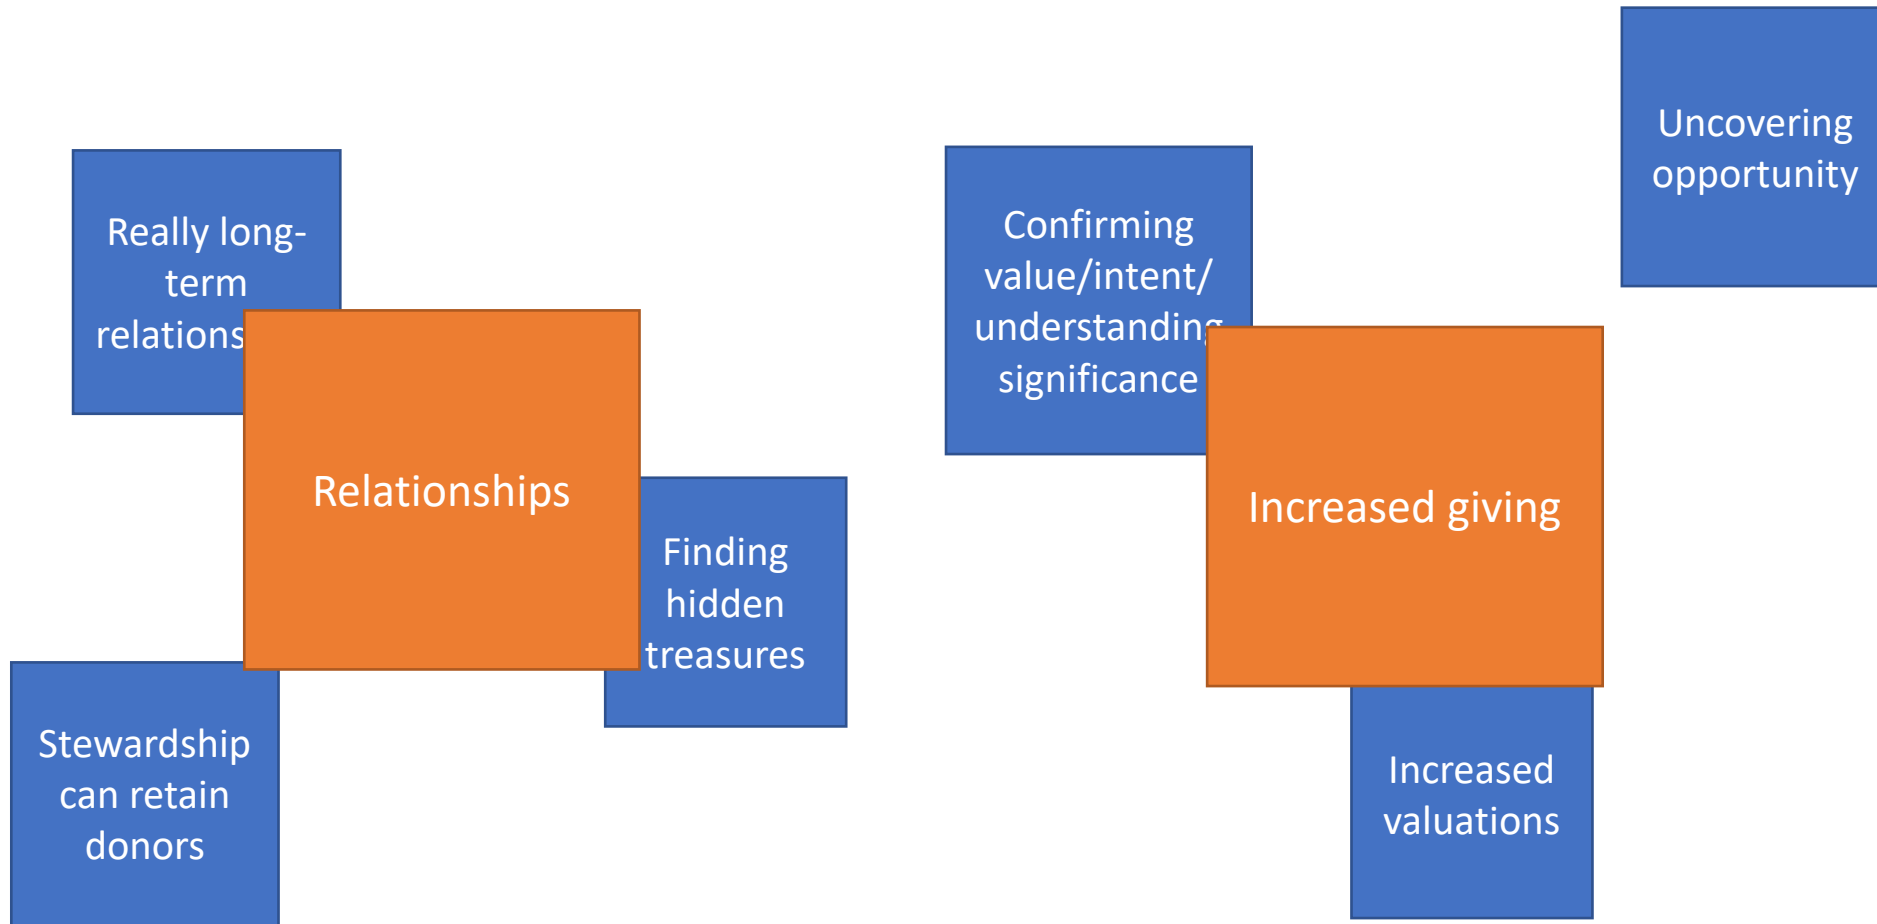 Really long-
term
relations
Relationships
Finding
hidden
treasures
Stewardship
can retain
donors
Confirming
value/intent/
understanding
significance
Increased giving
Uncovering
opportunity
Increased
valuations